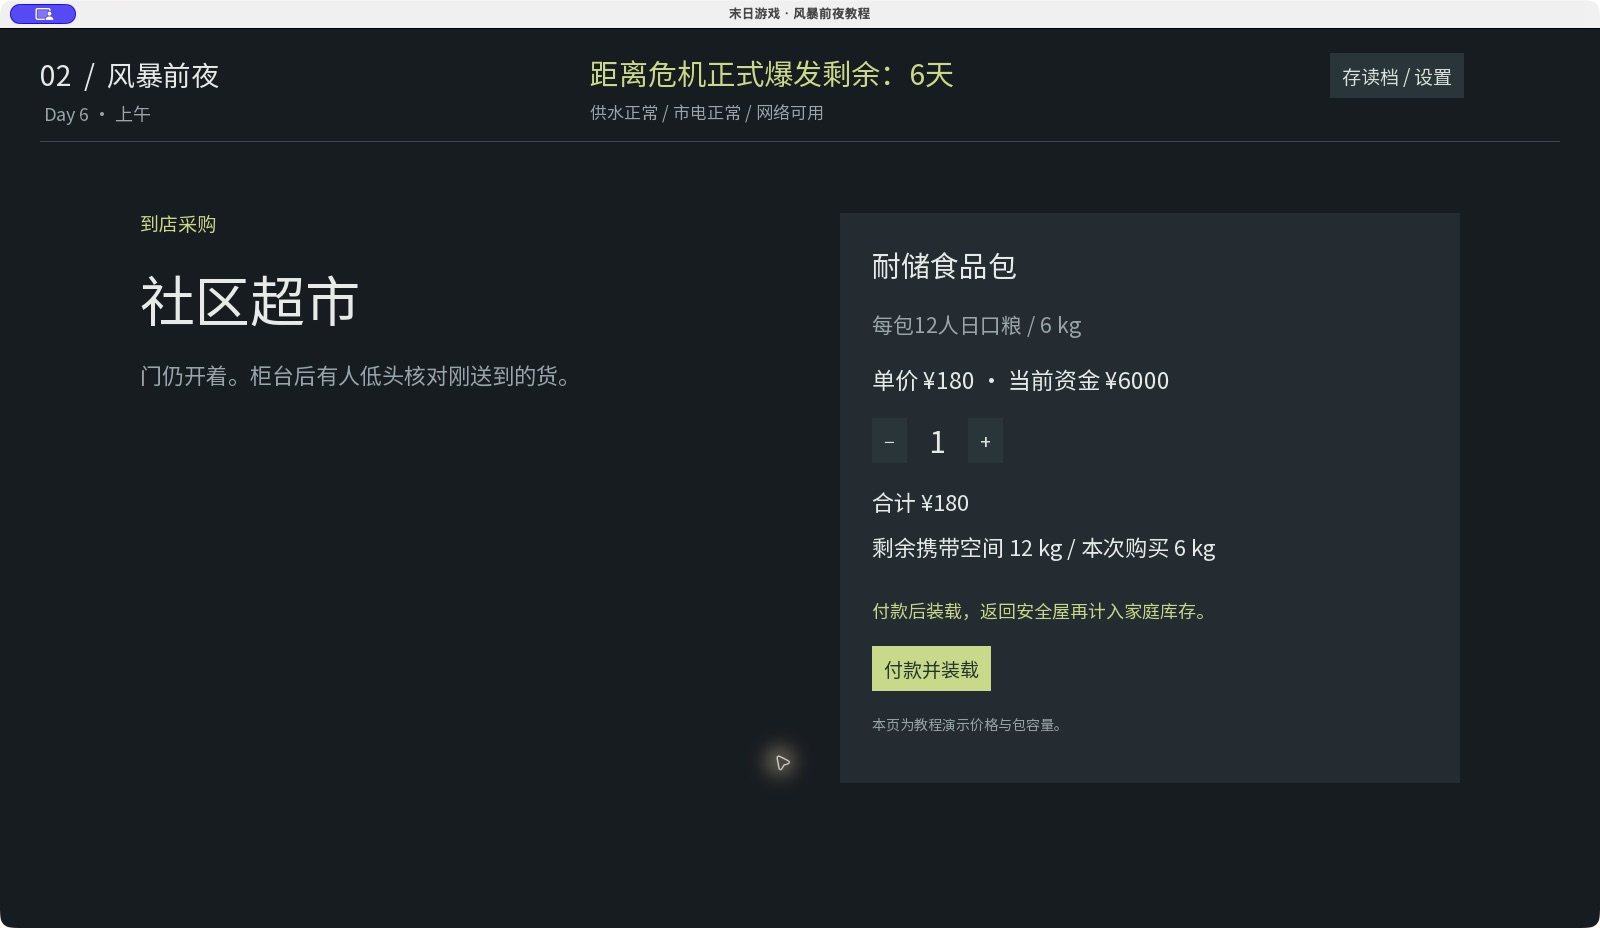 末日游戏 · 风暴前夜教程
02 / 风暴前夜
Day 6 · 上午
距离危机正式爆发剩余：6天
供水正常 / 市电正常 / 网络可用
存读档 / 设置
到店采购
社区超市
门仍开着。柜台后有人低头核对刚送到的货。
耐储食品包
每包12人日口粮 / 6 kg
单价 ¥180 · 当前资金 ¥6000
− 1 +
合计 ¥180
剩余携带空间 12 kg / 本次购买 6 kg
付款后装载，返回安全屋再计入家庭库存。
付款并装载
本页为教程演示价格与包容量。